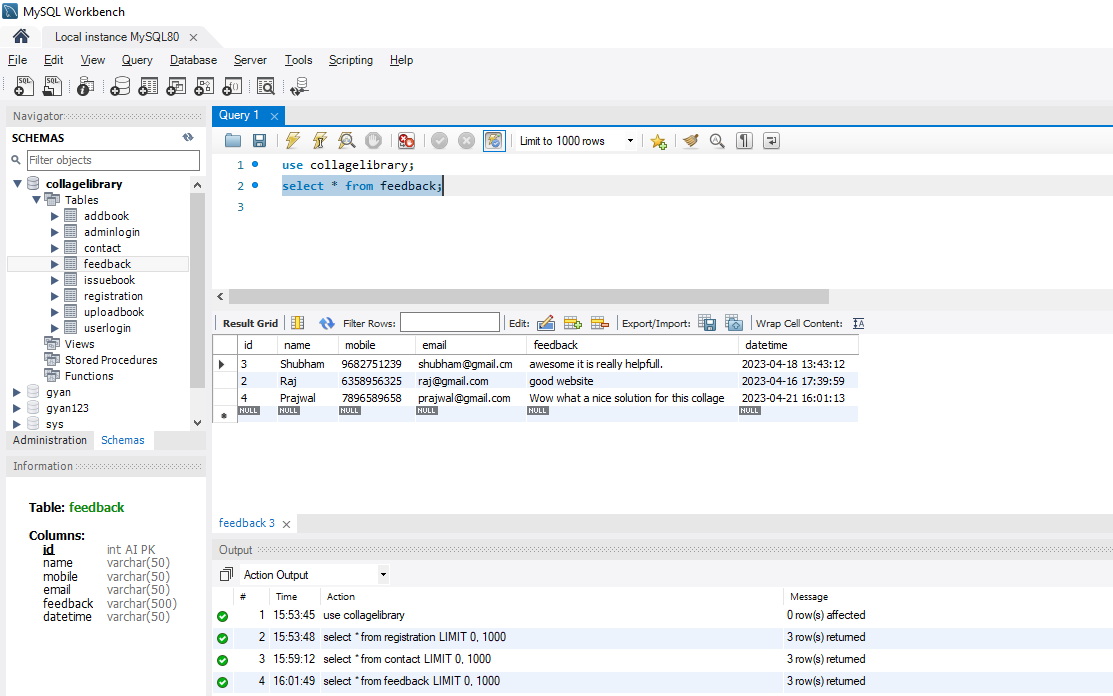 MySQL Workbench
Local instance MySQL80
File Edit View Query Database Server Tools Scripting Help
Navigator
SCHEMAS
Filter objects
collagelibrary
Tables
addbook
adminlogin
contact
feedback
issuebook
registration
uploadbook
userlogin
Views
Stored Procedures
Functions
gyan
gyan123
sys
Administration Schemas
Information
Table: feedback
Columns:
id int AI PK
name varchar(50)
mobile varchar(50)
email varchar(50)
feedback varchar(500)
datetime varchar(50)
Query 1
Limit to 1000 rows
1 use collagelibrary;
2 select * from feedback;
3
Result Grid Filter Rows: Edit: Export/Import: Wrap Cell Content:
id name mobile email feedback datetime
3 Shubham 9682751239 shubham@gmail.cm awesome it is really helpfull. 2023-04-18 13:43:12
2 Raj 6358956325 raj@gmail.com good website 2023-04-16 17:39:59
4 Prajwal 7896589658 prajwal@gmail.com Wow what a nice solution for this collage 2023-04-21 16:01:13
NULL NULL NULL NULL NULL NULL
feedback 3
Output
Action Output
# Time Action Message
1 15:53:45 use collagelibrary 0 row(s) affected
2 15:53:48 select * from registration LIMIT 0, 1000 3 row(s) returned
3 15:59:12 select * from contact LIMIT 0, 1000 3 row(s) returned
4 16:01:49 select * from feedback LIMIT 0, 1000 3 row(s) returned